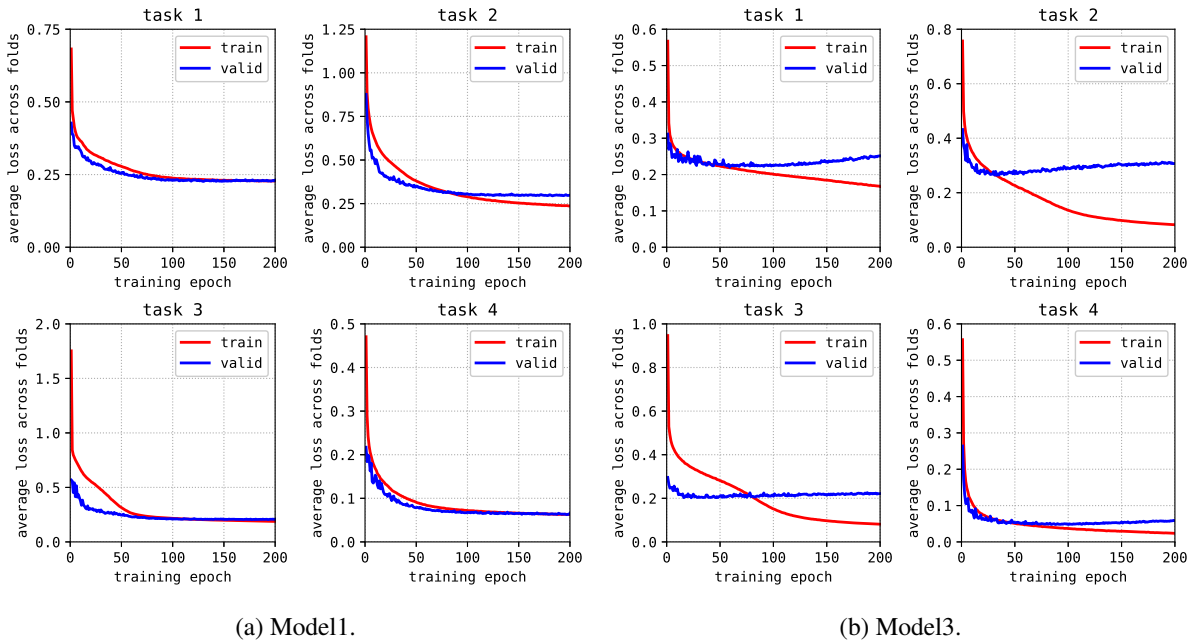 task 1
0.75
0.50
0.25
0.00
average loss across folds
0 50 100 150 200
training epoch
train
valid
task 2
1.25
1.00
0.75
0.50
0.25
0.00
average loss across folds
0 50 100 150 200
training epoch
train
valid
task 1
0.6
0.5
0.4
0.3
0.2
0.1
0.0
average loss across folds
0 50 100 150 200
training epoch
train
valid
task 2
0.8
0.6
0.4
0.2
0.0
average loss across folds
0 50 100 150 200
training epoch
train
valid
task 3
2.0
1.5
1.0
0.5
0.0
average loss across folds
0 50 100 150 200
training epoch
train
valid
task 4
0.5
0.4
0.3
0.2
0.1
0.0
average loss across folds
0 50 100 150 200
training epoch
train
valid
task 3
1.0
0.8
0.6
0.4
0.2
0.0
average loss across folds
0 50 100 150 200
training epoch
train
valid
task 4
0.6
0.5
0.4
0.3
0.2
0.1
0.0
average loss across folds
0 50 100 150 200
training epoch
train
valid
(a) Model1.
(b) Model3.